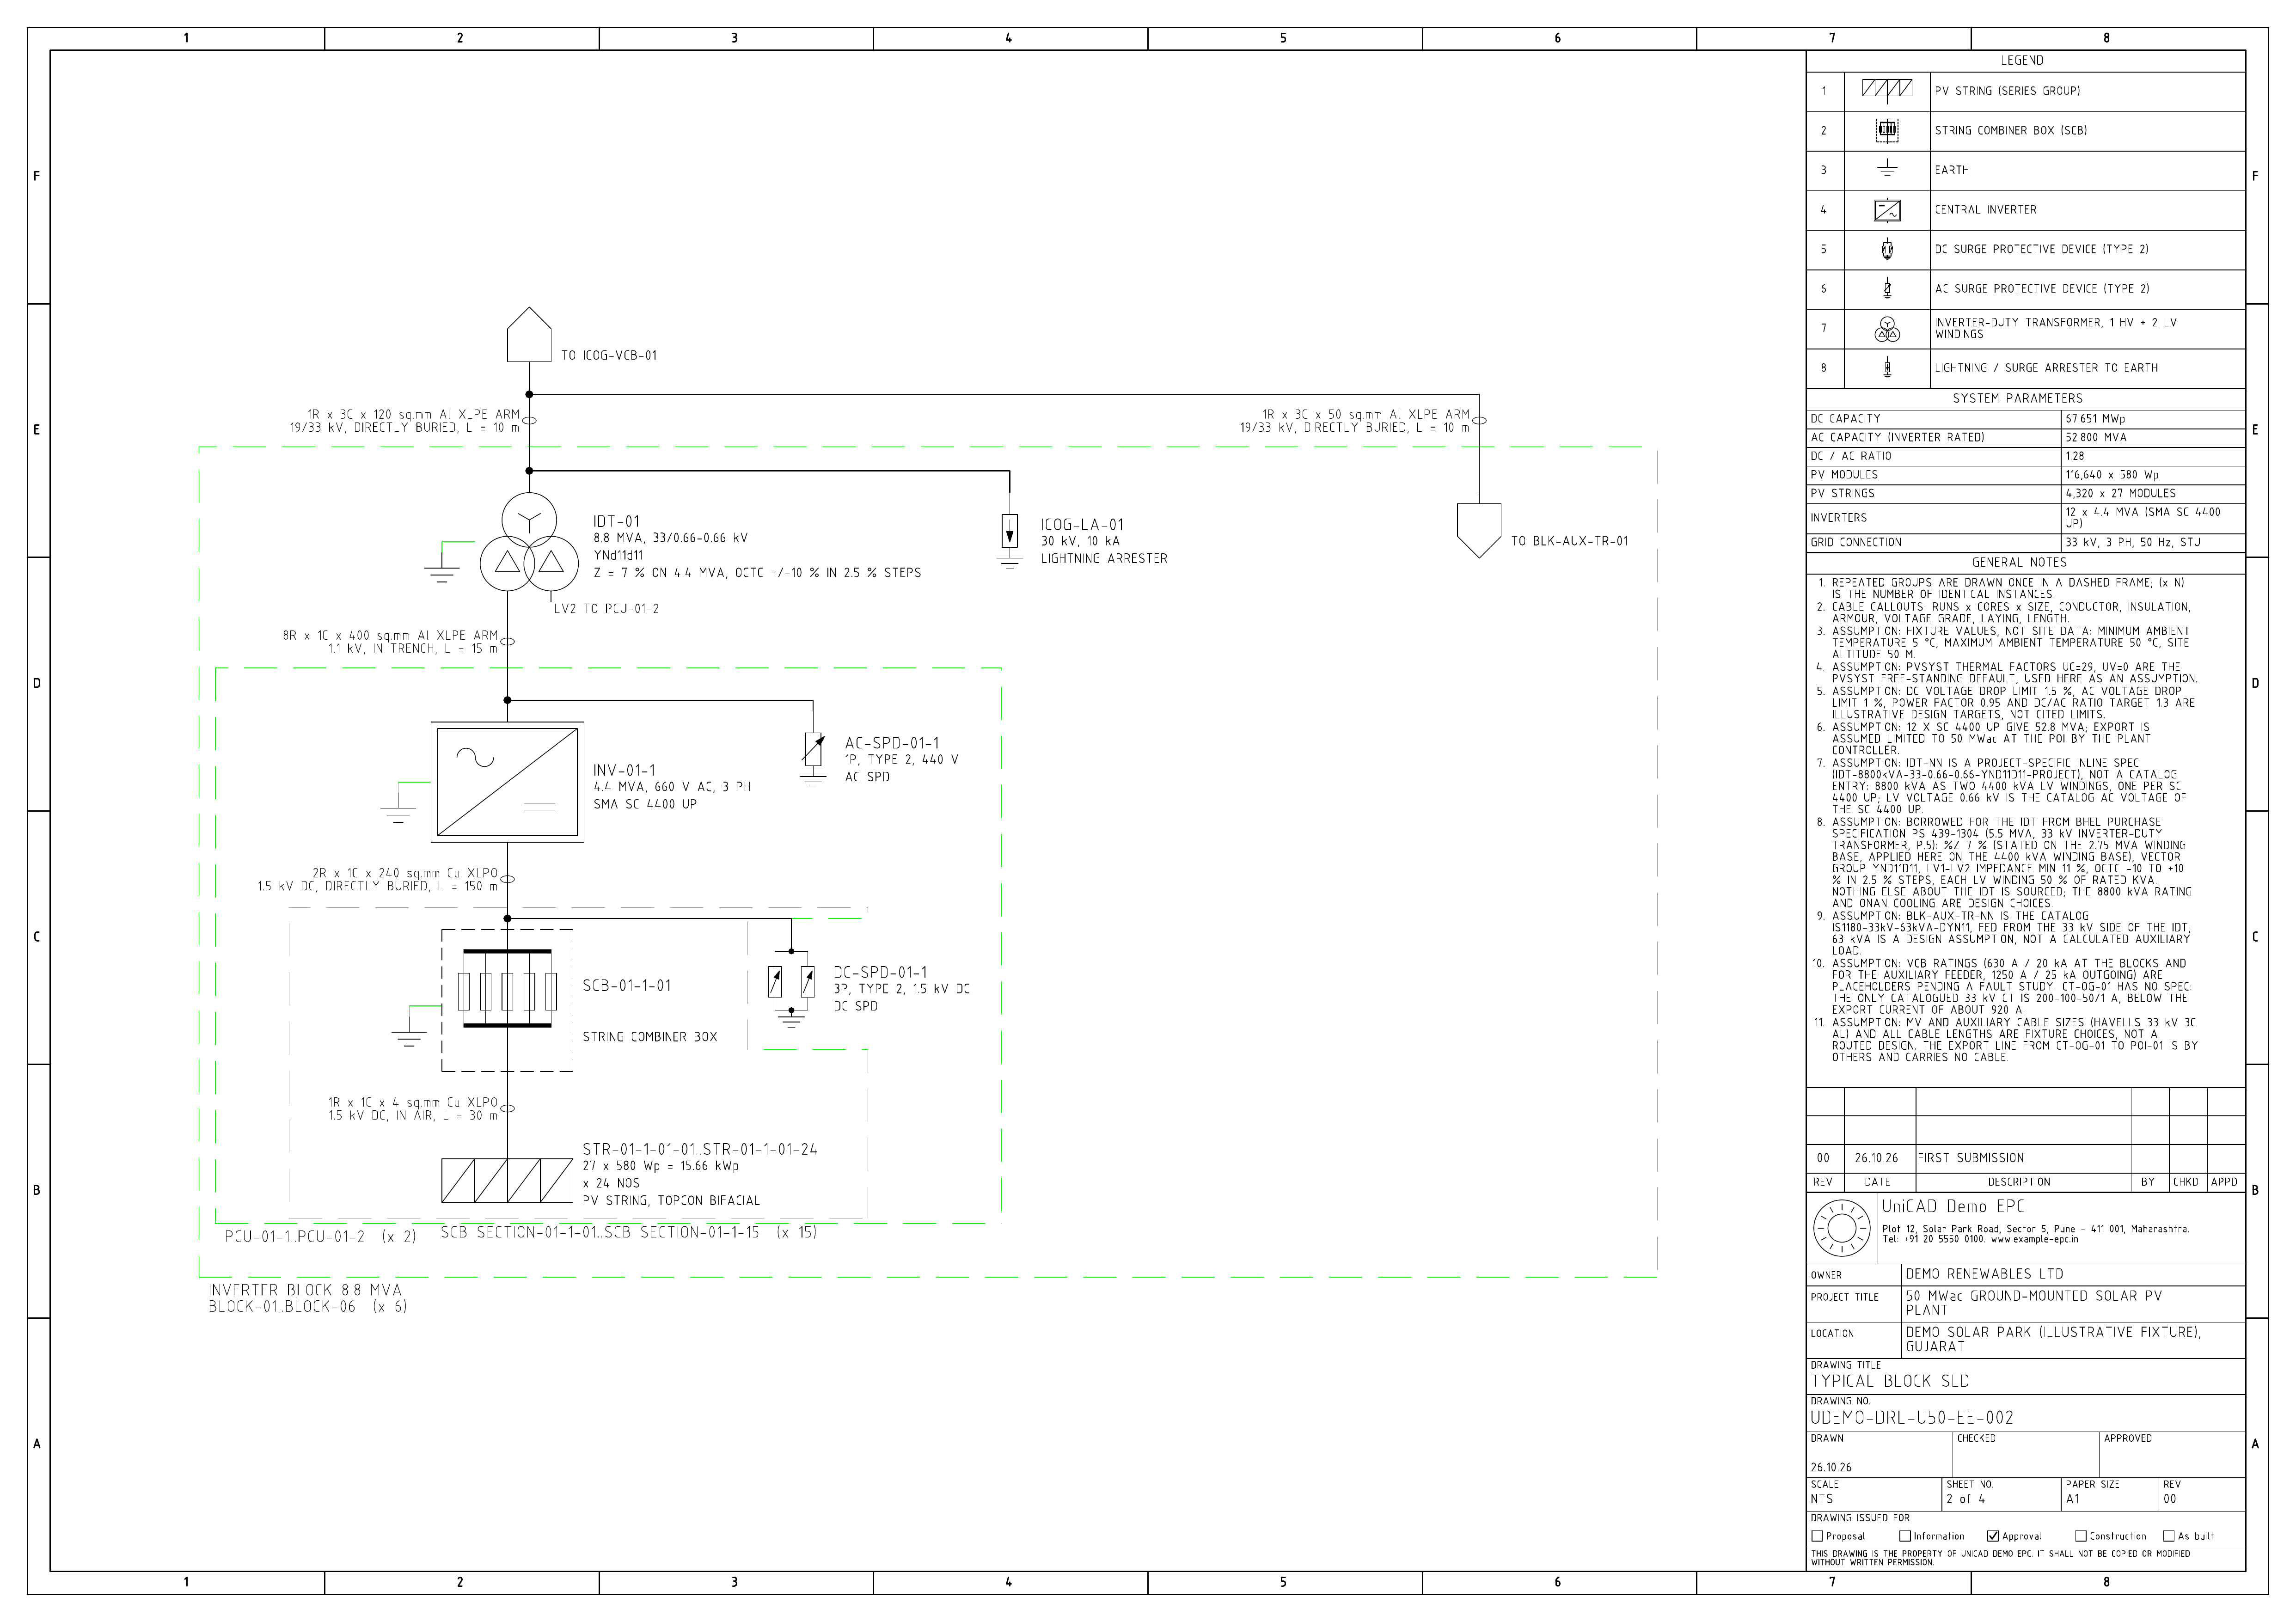 1 2 3 4 5 6 7 8
F
E
D
C
B
A
TO ICOG-VCB-01
1R x 3C x 120 sq.mm Al XLPE ARM
19/33 kV, DIRECTLY BURIED, L = 10 m
1R x 3C x 50 sq.mm Al XLPE ARM
19/33 kV, DIRECTLY BURIED, L = 10 m
IDT-01
8.8 MVA, 33/0.66-0.66 kV
YNd11d11
Z = 7 % ON 4.4 MVA, OCTC +/-10 % IN 2.5 % STEPS
LV2 TO PCU-01-2
ICOG-LA-01
30 kV, 10 kA
LIGHTNING ARRESTER
TO BLK-AUX-TR-01
8R x 1C x 400 sq.mm Al XLPE ARM
1.1 kV, IN TRENCH, L = 15 m
AC-SPD-01-1
1P, TYPE 2, 440 V
AC SPD
INV-01-1
4.4 MVA, 660 V AC, 3 PH
SMA SC 4400 UP
2R x 1C x 240 sq.mm Cu XLPO
1.5 kV DC, DIRECTLY BURIED, L = 150 m
SCB-01-1-01
STRING COMBINER BOX
DC-SPD-01-1
3P, TYPE 2, 1.5 kV DC
DC SPD
1R x 1C x 4 sq.mm Cu XLPO
1.5 kV DC, IN AIR, L = 30 m
STR-01-1-01-01..STR-01-1-01-24
27 x 580 Wp = 15.66 kWp
x 24 NOS
PV STRING, TOPCON BIFACIAL
PCU-01-1..PCU-01-2 (x 2)
SCB SECTION-01-1-01..SCB SECTION-01-1-15 (x 15)
INVERTER BLOCK 8.8 MVA
BLOCK-01..BLOCK-06 (x 6)
LEGEND
1 PV STRING (SERIES GROUP)
2 STRING COMBINER BOX (SCB)
3 EARTH
4 CENTRAL INVERTER
5 DC SURGE PROTECTIVE DEVICE (TYPE 2)
6 AC SURGE PROTECTIVE DEVICE (TYPE 2)
7 INVERTER-DUTY TRANSFORMER, 1 HV + 2 LV
WINDINGS
8 LIGHTNING / SURGE ARRESTER TO EARTH
SYSTEM PARAMETERS
DC CAPACITY 67.651 MWp
AC CAPACITY (INVERTER RATED) 52.800 MVA
DC / AC RATIO 1.28
PV MODULES 116,640 x 580 Wp
PV STRINGS 4,320 x 27 MODULES
INVERTERS 12 x 4.4 MVA (SMA SC 4400
UP)
GRID CONNECTION 33 kV, 3 PH, 50 Hz, STU
GENERAL NOTES
1. REPEATED GROUPS ARE DRAWN ONCE IN A DASHED FRAME; (x N)
IS THE NUMBER OF IDENTICAL INSTANCES.
2. CABLE CALLOUTS: RUNS x CORES x SIZE, CONDUCTOR, INSULATION,
ARMOUR, VOLTAGE GRADE, LAYING, LENGTH.
3. ASSUMPTION: FIXTURE VALUES, NOT SITE DATA: MINIMUM AMBIENT
TEMPERATURE 5 °C, MAXIMUM AMBIENT TEMPERATURE 50 °C, SITE
ALTITUDE 50 M.
4. ASSUMPTION: PVSYST THERMAL FACTORS UC=29, UV=0 ARE THE
PVSYST FREE-STANDING DEFAULT, USED HERE AS AN ASSUMPTION.
5. ASSUMPTION: DC VOLTAGE DROP LIMIT 1.5 %, AC VOLTAGE DROP
LIMIT 1 %, POWER FACTOR 0.95 AND DC/AC RATIO TARGET 1.3 ARE
ILLUSTRATIVE DESIGN TARGETS, NOT CITED LIMITS.
6. ASSUMPTION: 12 X SC 4400 UP GIVE 52.8 MVA; EXPORT IS
ASSUMED LIMITED TO 50 MWac AT THE POI BY THE PLANT
CONTROLLER.
7. ASSUMPTION: IDT-NN IS A PROJECT-SPECIFIC INLINE SPEC
(IDT-8800kVA-33-0.66-0.66-YND11D11-PROJECT), NOT A CATALOG
ENTRY: 8800 kVA AS TWO 4400 kVA LV WINDINGS, ONE PER SC
4400 UP; LV VOLTAGE 0.66 kV IS THE CATALOG AC VOLTAGE OF
THE SC 4400 UP.
8. ASSUMPTION: BORROWED FOR THE IDT FROM BHEL PURCHASE
SPECIFICATION PS 439-1304 (5.5 MVA, 33 kV INVERTER-DUTY
TRANSFORMER, P.5): %Z 7 % (STATED ON THE 2.75 MVA WINDING
BASE, APPLIED HERE ON THE 4400 kVA WINDING BASE), VECTOR
GROUP YND11D11, LV1-LV2 IMPEDANCE MIN 11 %, OCTC -10 TO +10
% IN 2.5 % STEPS, EACH LV WINDING 50 % OF RATED KVA.
NOTHING ELSE ABOUT THE IDT IS SOURCED; THE 8800 kVA RATING
AND ONAN COOLING ARE DESIGN CHOICES.
9. ASSUMPTION: BLK-AUX-TR-NN IS THE CATALOG
IS1180-33kV-63kVA-DYN11, FED FROM THE 33 kV SIDE OF THE IDT;
63 kVA IS A DESIGN ASSUMPTION, NOT A CALCULATED AUXILIARY
LOAD.
10. ASSUMPTION: VCB RATINGS (630 A / 20 kA AT THE BLOCKS AND
FOR THE AUXILIARY FEEDER, 1250 A / 25 kA OUTGOING) ARE
PLACEHOLDERS PENDING A FAULT STUDY. CT-OG-01 HAS NO SPEC:
THE ONLY CATALOGUED 33 kV CT IS 200-100-50/1 A, BELOW THE
EXPORT CURRENT OF ABOUT 920 A.
11. ASSUMPTION: MV AND AUXILIARY CABLE SIZES (HAVELLS 33 kV 3C
AL) AND ALL CABLE LENGTHS ARE FIXTURE CHOICES, NOT A
ROUTED DESIGN. THE EXPORT LINE FROM CT-OG-01 TO POI-01 IS BY
OTHERS AND CARRIES NO CABLE.
00 26.10.26 FIRST SUBMISSION
REV DATE DESCRIPTION BY CHKD APPD
UniCAD Demo EPC
Plot 12, Solar Park Road, Sector 5, Pune - 411 001, Maharashtra.
Tel: +91 20 5550 0100. www.example-epc.in
OWNER DEMO RENEWABLES LTD
PROJECT TITLE 50 MWac GROUND-MOUNTED SOLAR PV
PLANT
LOCATION DEMO SOLAR PARK (ILLUSTRATIVE FIXTURE),
GUJARAT
DRAWING TITLE
TYPICAL BLOCK SLD
DRAWING NO.
UDEMO-DRL-U50-EE-002
DRAWN CHECKED APPROVED
26.10.26
SCALE SHEET NO. PAPER SIZE REV
NTS 2 of 4 A1 00
DRAWING ISSUED FOR
Proposal Information Approval Construction As built
THIS DRAWING IS THE PROPERTY OF UNICAD DEMO EPC. IT SHALL NOT BE COPIED OR MODIFIED
WITHOUT WRITTEN PERMISSION.
F
E
D
C
B
A
1 2 3 4 5 6 7 8